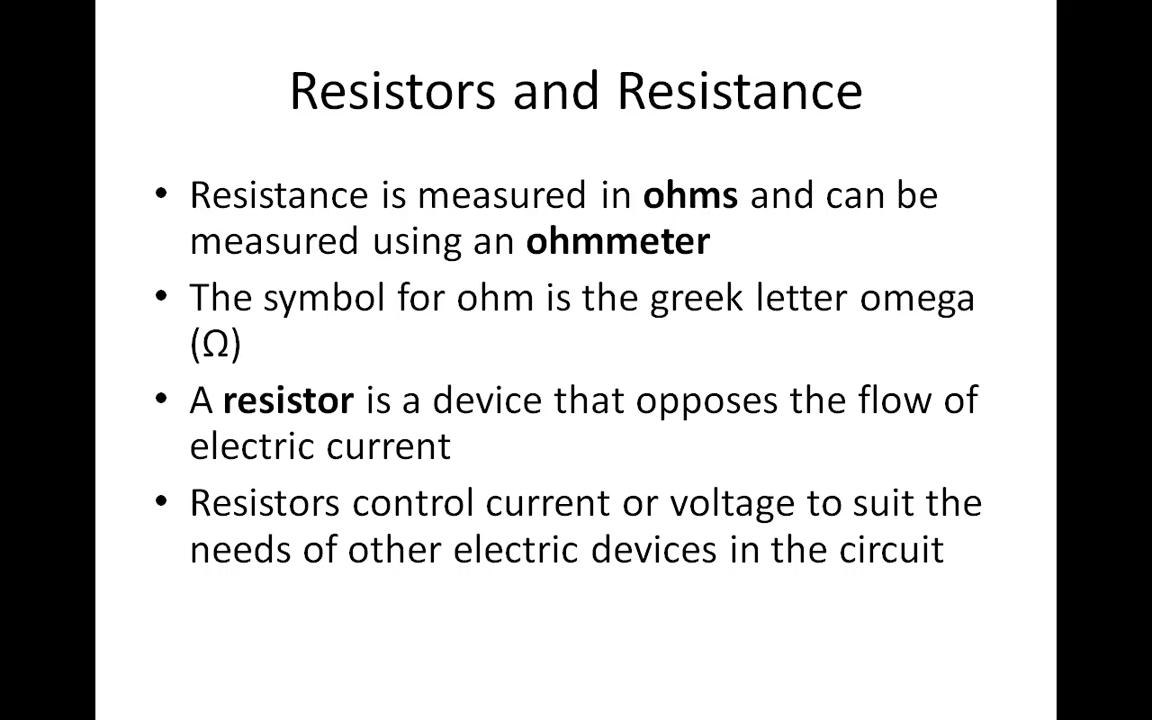 Resistors and Resistance
• Resistance is measured in ohms and can be
measured using an ohmmeter
• The symbol for ohm is the greek letter omega
(Ω)
• A resistor is a device that opposes the flow of
electric current
• Resistors control current or voltage to suit the
needs of other electric devices in the circuit